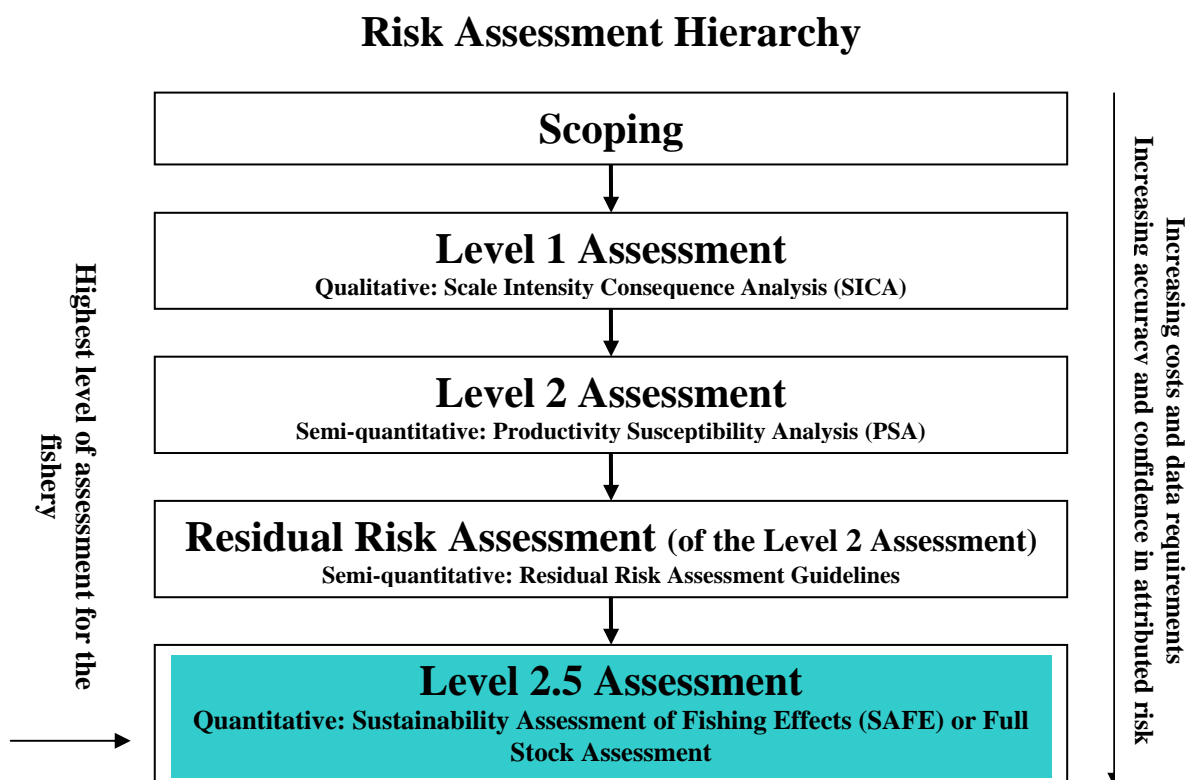 Risk Assessment Hierarchy
Scoping
Level 1 Assessment
Qualitative: Scale Intensity Consequence Analysis (SICA)
Level 2 Assessment
Semi-quantitative: Productivity Susceptibility Analysis (PSA)
Residual Risk Assessment (of the Level 2 Assessment)
Semi-quantitative: Residual Risk Assessment Guidelines
Level 2.5 Assessment
Quantitative: Sustainability Assessment of Fishing Effects (SAFE) or Full
Stock Assessment
Highest level of assessment for the
fishery
Increasing costs and data requirements
Increasing accuracy and confidence in attributed risk